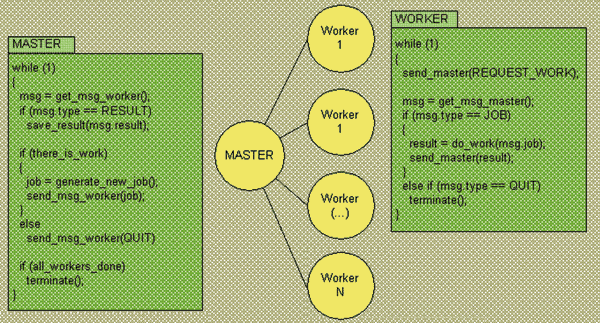 MASTER
while (1)
{
msg = get_msg_worker();
if (msg.type == RESULT)
save_result(msg.result);
if (there_is_work)
{
job = generate_new_job();
send_msg_worker(job);
}
else
send_msg_worker(QUIT)
if (all_workers_done)
terminate();
}
MASTER
Worker
1
Worker
1
Worker
(...)
Worker
N
WORKER
while (1)
{
send_master(REQUEST_WORK);
msg = get_msg_master();
if (msg.type == JOB)
{
result = do_work(msg.job);
send_master(result);
}
else if (msg.type == QUIT)
terminate();
}